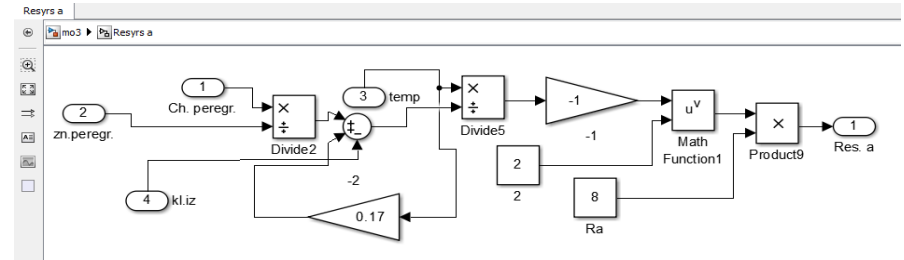 Resyrs a
mo3 Resyrs a
1
Ch. peregr.
2
zn.peregr.
×
÷
Divide2
3
temp
×
÷
Divide5
-1
-1
u^v
Math
Function1
×
Product9
1
Res. a
4
kl.iz
-2
0.17
2
2
8
Ra